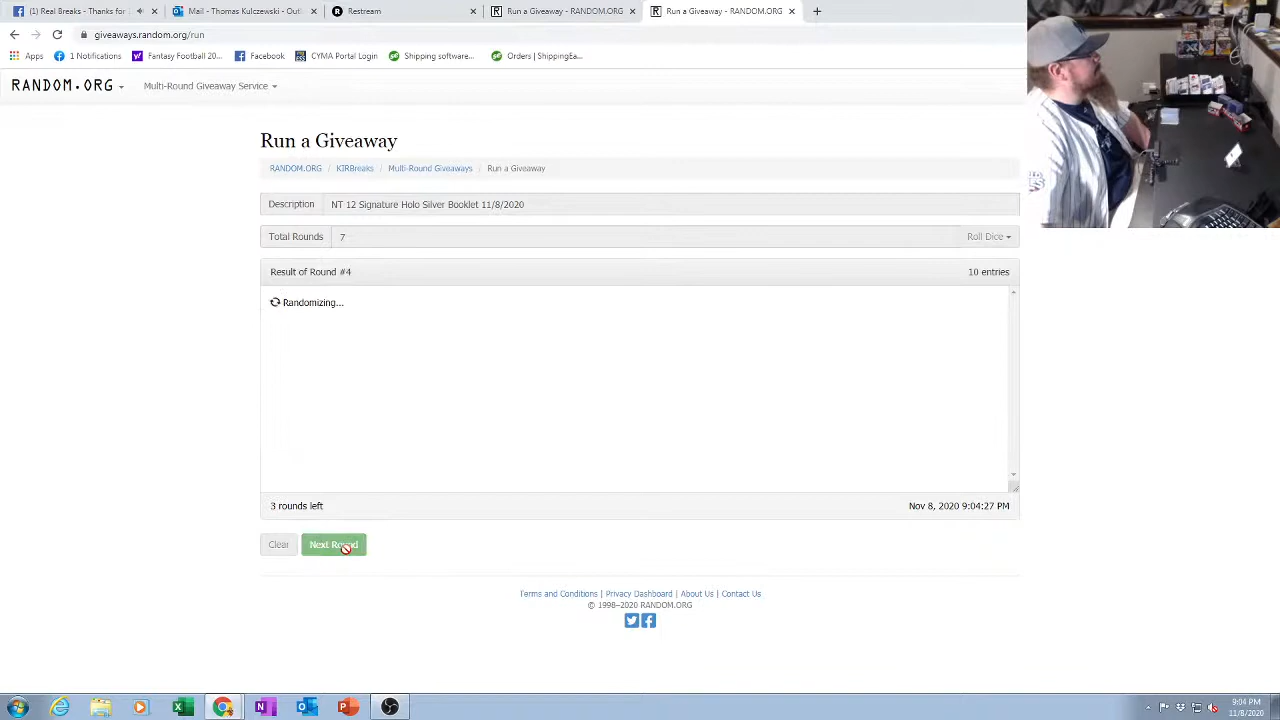 (1) Real Breaks - Thanks for
Mail - Thomas Kulczewski - Outl
Restream
Run a Giveaway - RANDOM.ORG
Run a Giveaway - RANDOM.ORG
giveaways.random.org/run
Apps
1 Notifications
Fantasy Football 20...
Facebook
CYMA Portal Login
Shipping software...
| ShippingEa...
RANDOM.ORG
Multi-Round Giveaway Service
Run a Giveaway
RANDOM.ORG / KIRBreaks / Multi-Round Giveaways / Run a Giveaway
Description NT 12 Signature Holo Silver Booklet 11/8/2020
Total Rounds 7 Roll Dice
Result of Round #4 10 entries
Randomizing...
3 rounds left Nov 8, 2020 9:04:27 PM
Clear Next Round
Terms and Conditions | Privacy Dashboard | About Us | Contact Us
© 1998–2020 RANDOM.ORG
9:04 PM
11/8/2020